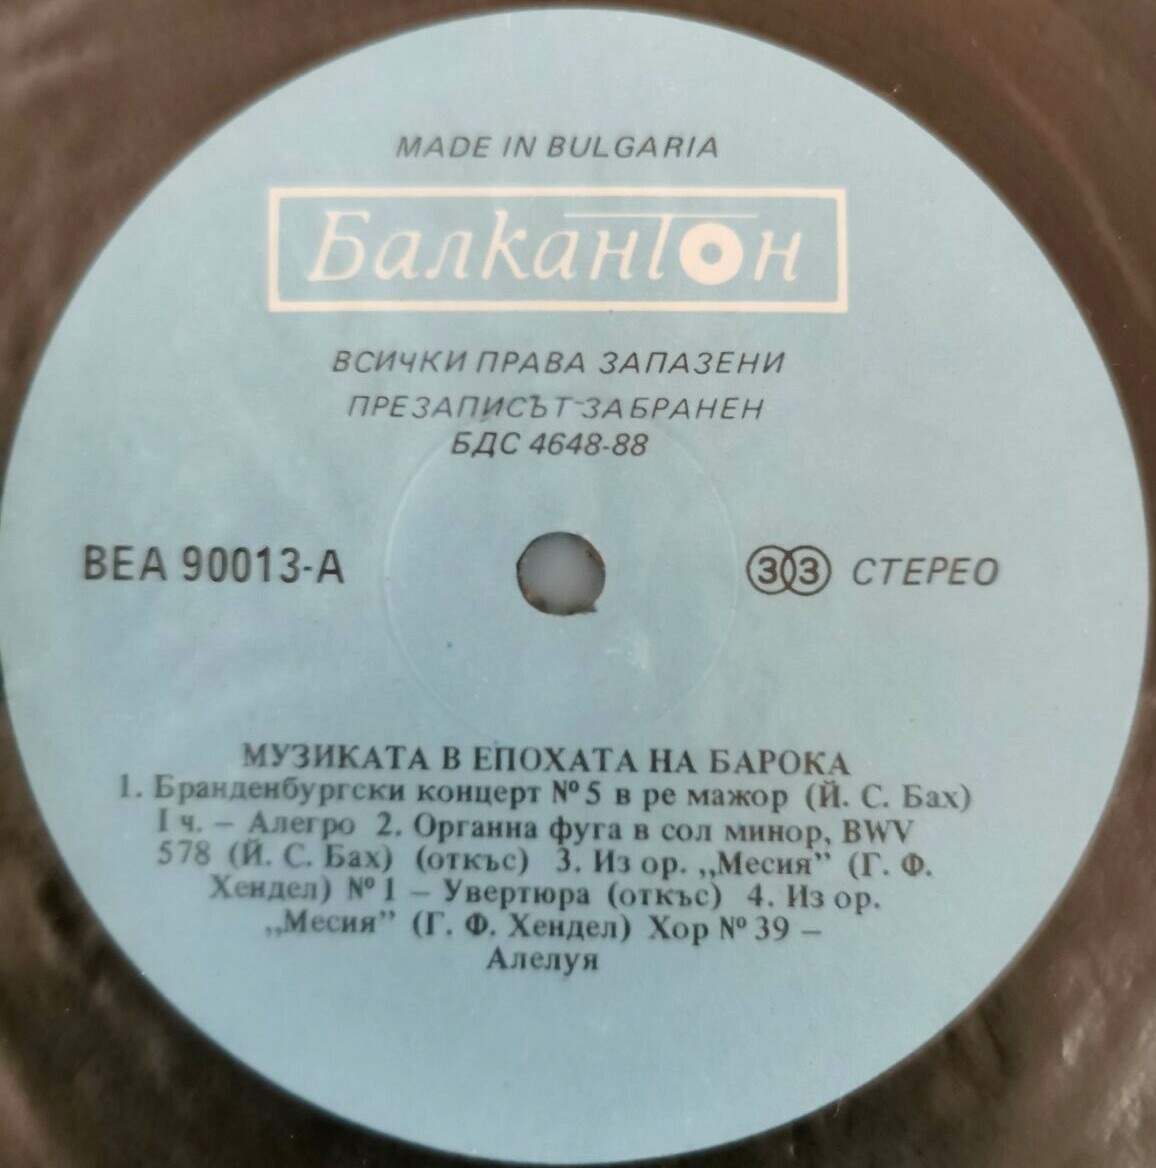 MADE IN BULGARIA
Балкантон
ВСИЧКИ ПРАВА ЗАПАЗЕНИ
ПРЕЗАПИСЪТ ЗАБРАНЕН
БДС 4648-88
ВЕА 90013-А
33 СТЕРЕО
МУЗИКАТА В ЕПОХАТА НА БАРОКА
1. Бранденбургски концерт № 5 в ре мажор (Й. С. Бах)
I ч. – Алегро 2. Органна фуга в сол минор, BWV
578 (Й. С. Бах) (откъс) 3. Из ор. „Месия” (Г. Ф.
Хендел) № 1 – Увертюра (откъс) 4. Из ор.
„Месия” (Г. Ф. Хендел) Хор № 39 –
Алелуя